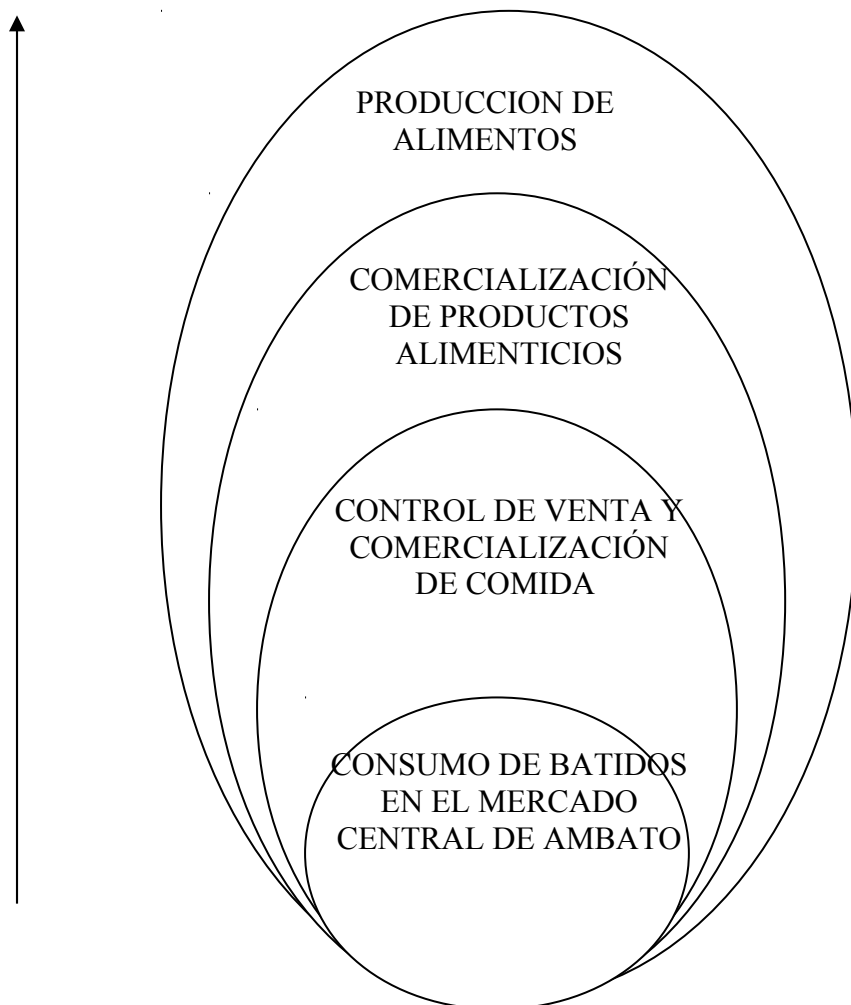 PRODUCCION DE
ALIMENTOS
COMERCIALIZACIÓN
DE PRODUCTOS
ALIMENTICIOS
CONTROL DE VENTA Y
COMERCIALIZACIÓN
DE COMIDA
CONSUMO DE BATIDOS
EN EL MERCADO
CENTRAL DE AMBATO